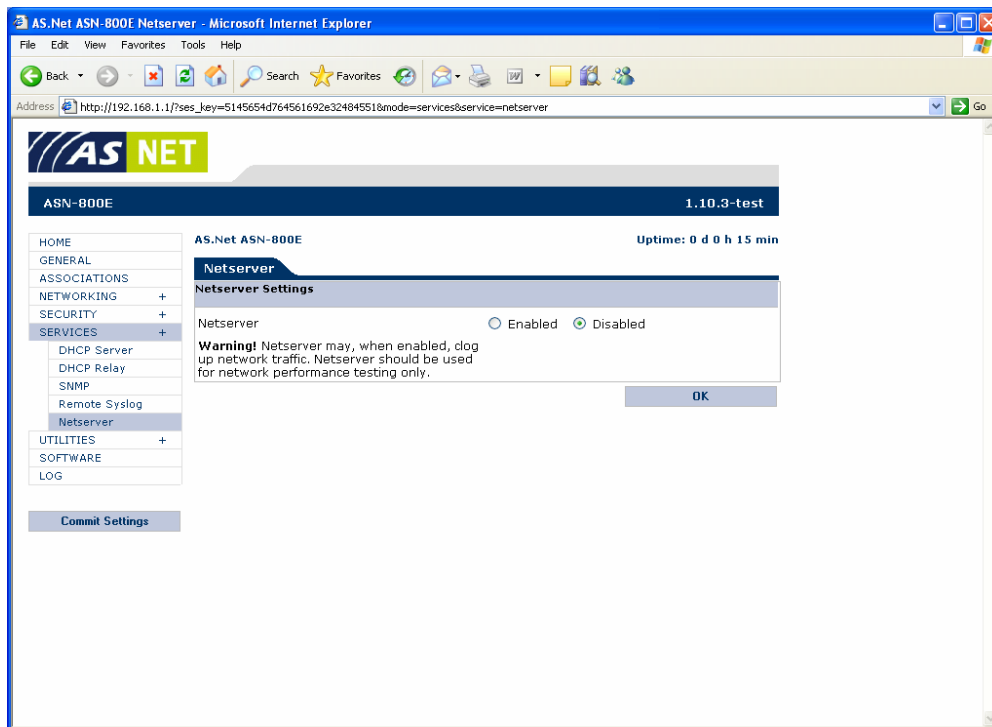 AS.Net ASN-800E Netserver - Microsoft Internet Explorer
File Edit View Favorites Tools Help
Back Search Favorites
Address http://192.168.1.1/?ses_key=5145654d764561692e32484551&mode=services&service=netserver Go
AS NET
ASN-800E 1.10.3-test
AS.Net ASN-800E Uptime: 0 d 0 h 15 min
HOME
GENERAL
ASSOCIATIONS
NETWORKING +
SECURITY +
SERVICES +
DHCP Server
DHCP Relay
SNMP
Remote Syslog
Netserver
UTILITIES +
SOFTWARE
LOG
Commit Settings
Netserver
Netserver Settings
Netserver Enabled Disabled
Warning! Netserver may, when enabled, clog
up network traffic. Netserver should be used
for network performance testing only.
OK